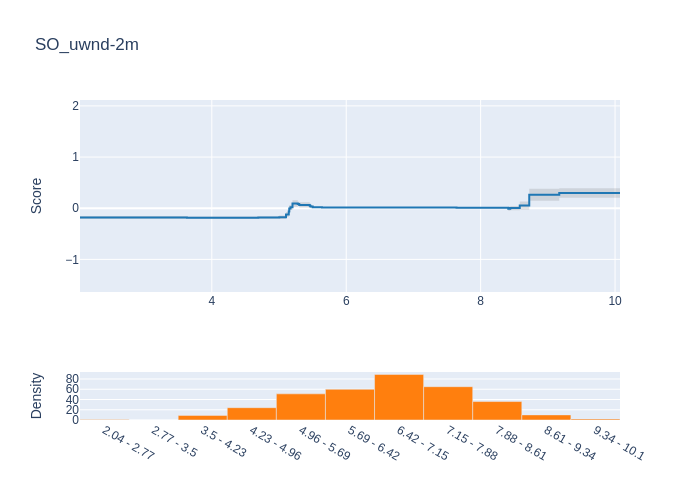 SO_uwnd-2m
Score
2
1
0
−1
4 6 8 10
Density
80
60
40
20
0
2.04 - 2.77
2.77 - 3.5
3.5 - 4.23
4.23 - 4.96
4.96 - 5.69
5.69 - 6.42
6.42 - 7.15
7.15 - 7.88
7.88 - 8.61
8.61 - 9.34
9.34 - 10.1